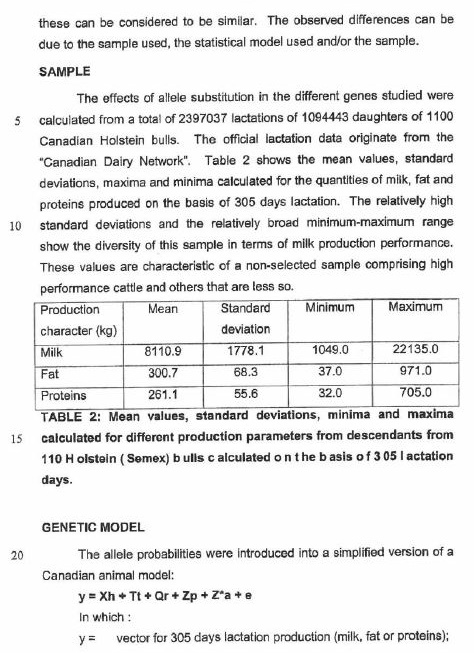 these can be considered to be similar. The observed differences can be
due to the sample used, the statistical model used and/or the sample.
SAMPLE
The effects of allele substitution in the different genes studied were
5 calculated from a total of 2397037 lactations of 1094443 daughters of 1100
Canadian Holstein bulls. The official lactation data originate from the
"Canadian Dairy Network". Table 2 shows the mean values, standard
deviations, maxima and minima calculated for the quantities of milk, fat and
proteins produced on the basis of 305 days lactation. The relatively high
10 standard deviations and the relatively broad minimum-maximum range
show the diversity of this sample in terms of milk production performance.
These values are characteristic of a non-selected sample comprising high
performance cattle and others that are less so.
Production Mean Standard Minimum Maximum
character (kg) deviation
Milk 8110.9 1778.1 1049.0 22135.0
Fat 300.7 68.3 37.0 971.0
Proteins 261.1 55.6 32.0 705.0
TABLE 2: Mean values, standard deviations, minima and maxima
15 calculated for different production parameters from descendants from
110 H olstein ( Semex) b ulls c alculated o n t he b asis o f 3 05 l actation
days.
GENETIC MODEL
20 The allele probabilities were introduced into a simplified version of a
Canadian animal model:
y = Xh + Tt + Qr + Zp + Z*a + e
In which :
y = vector for 305 days lactation production (milk, fat or proteins);